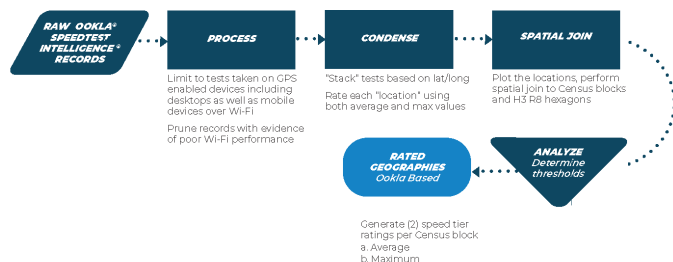 RAW OOKLA®
SPEEDTEST
INTELLIGENCE®
RECORDS
PROCESS
Limit to tests taken on GPS
enabled devices including
desktops as well as mobile
devices over Wi-Fi
Prune records with evidence
of poor Wi-Fi performance
CONDENSE
"Stack" tests based on lat/long
Rate each "location" using
both average and max values
SPATIAL JOIN
Plot the locations, perform
spatial join to Census blocks
and H3 R8 hexagons
ANALYZE
Determine
thresholds
RATED
GEOGRAPHIES
Ookla Based
Generate (2) speed tier
ratings per Census block
a. Average
b. Maximum